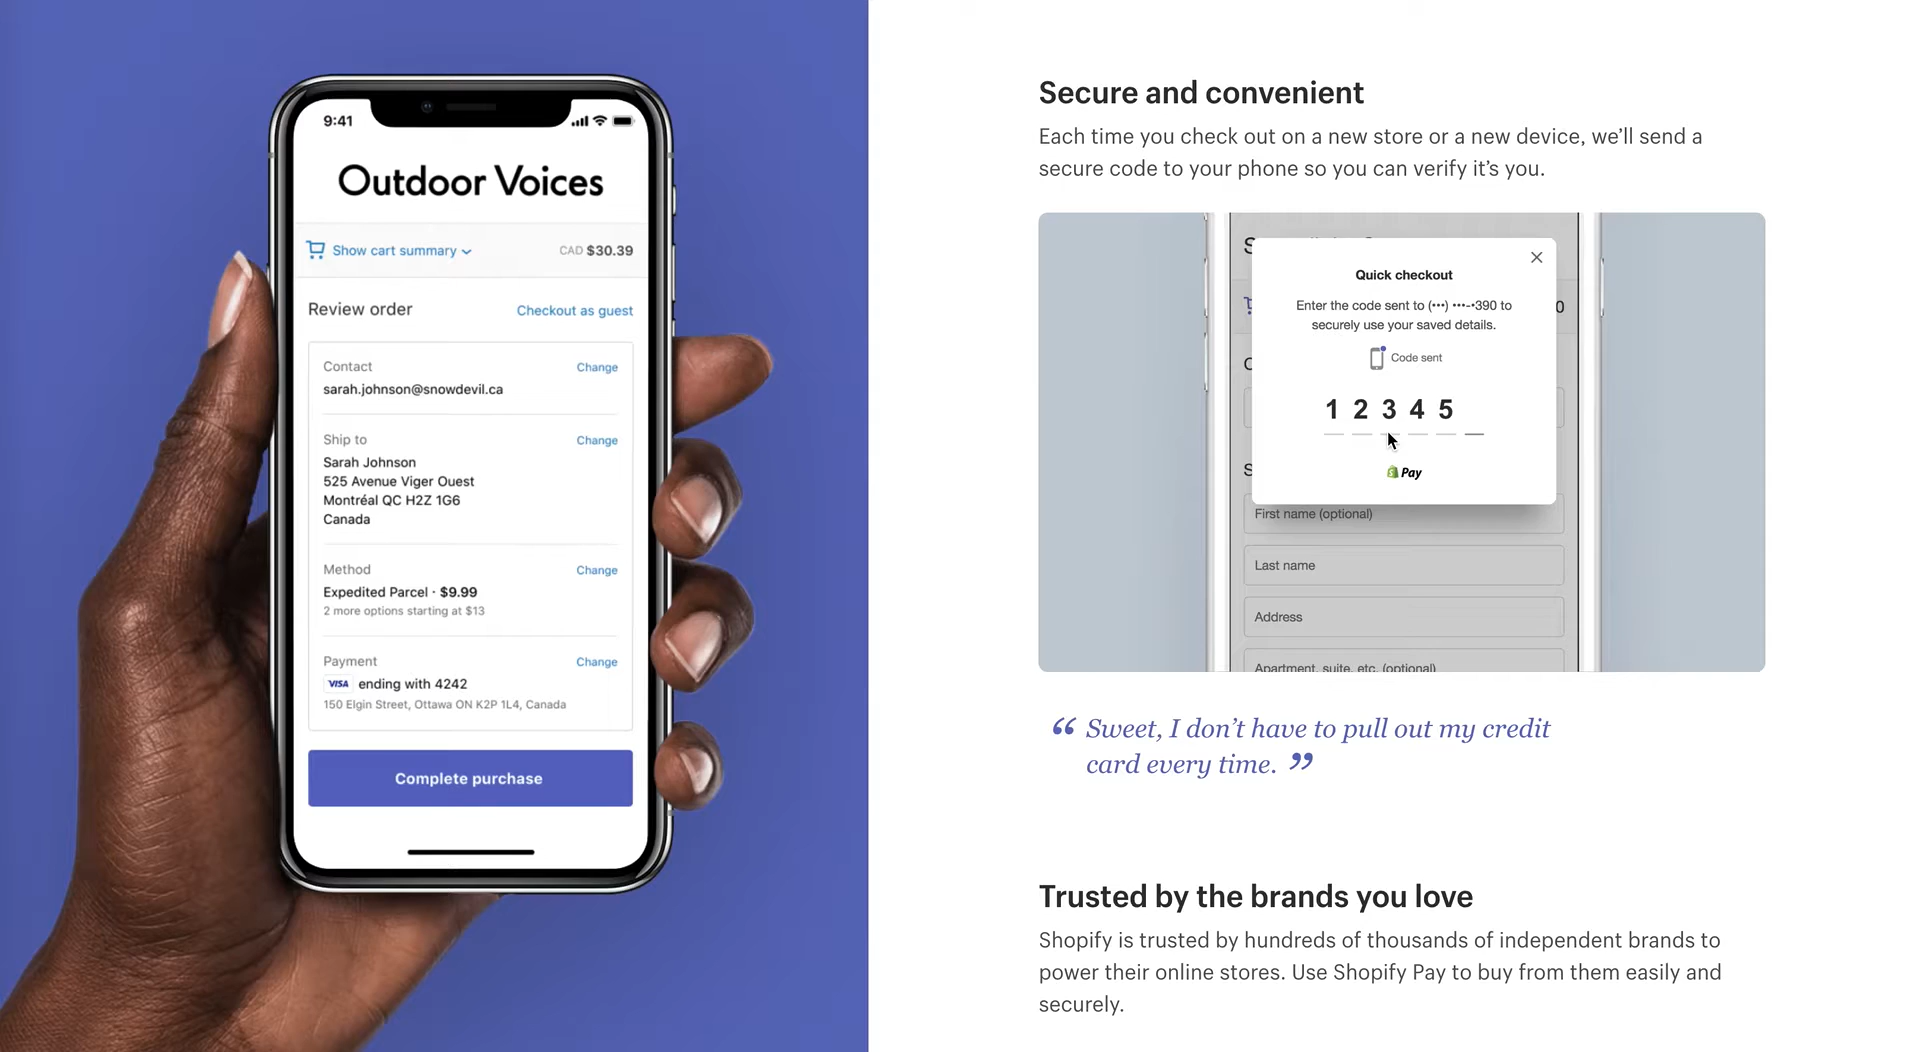 9:41
Outdoor Voices
Show cart summary
CAD $30.39
Review order
Checkout as guest
Contact
Change
sarah.johnson@snowdevil.ca
Ship to
Change
Sarah Johnson
525 Avenue Viger Ouest
Montréal QC H2Z 1G6
Canada
Method
Change
Expedited Parcel · $9.99
2 more options starting at $13
Payment
Change
VISA ending with 4242
150 Elgin Street, Ottawa ON K2P 1L4, Canada
Complete purchase
Secure and convenient
Each time you check out on a new store or a new device, we’ll send a
secure code to your phone so you can verify it’s you.
Quick checkout
Enter the code sent to (•••) •••-•390 to
securely use your saved details.
Code sent
1 2 3 4 5
Pay
First name (optional)
Last name
Address
Apartment, suite, etc. (optional)
“ Sweet, I don’t have to pull out my credit
card every time. ”
Trusted by the brands you love
Shopify is trusted by hundreds of thousands of independent brands to
power their online stores. Use Shopify Pay to buy from them easily and
securely.